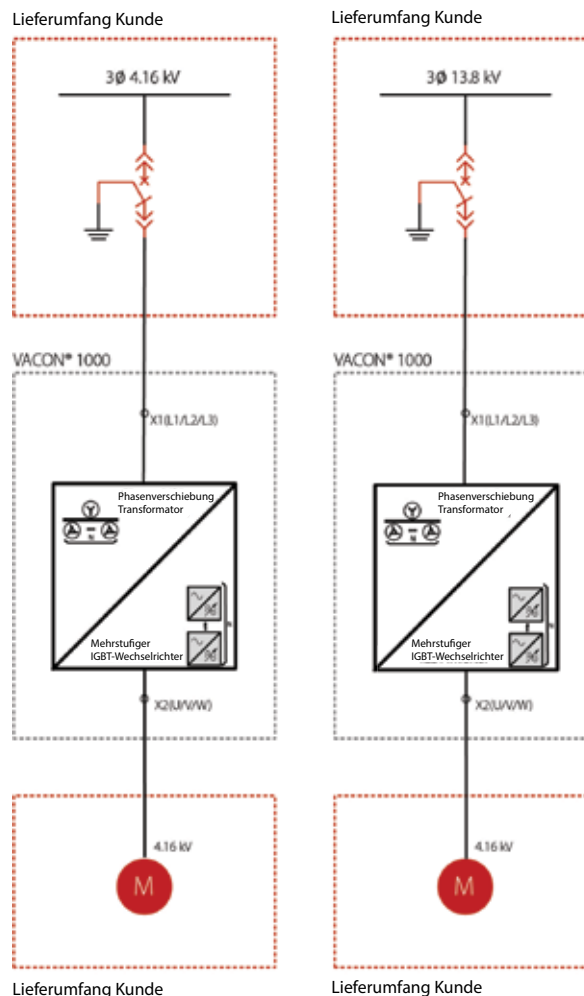 Lieferumfang Kunde
3Ø 4.16 kV
VACON® 1000
X1(L1/L2/L3)
Phasenverschiebung
Transformator
Mehrstufiger
IGBT-Wechselrichter
X2(U/V/W)
4.16 kV
M
Lieferumfang Kunde
Lieferumfang Kunde
3Ø 13.8 kV
VACON® 1000
X1(L1/L2/L3)
Phasenverschiebung
Transformator
Mehrstufiger
IGBT-Wechselrichter
X2(U/V/W)
4.16 kV
M
Lieferumfang Kunde